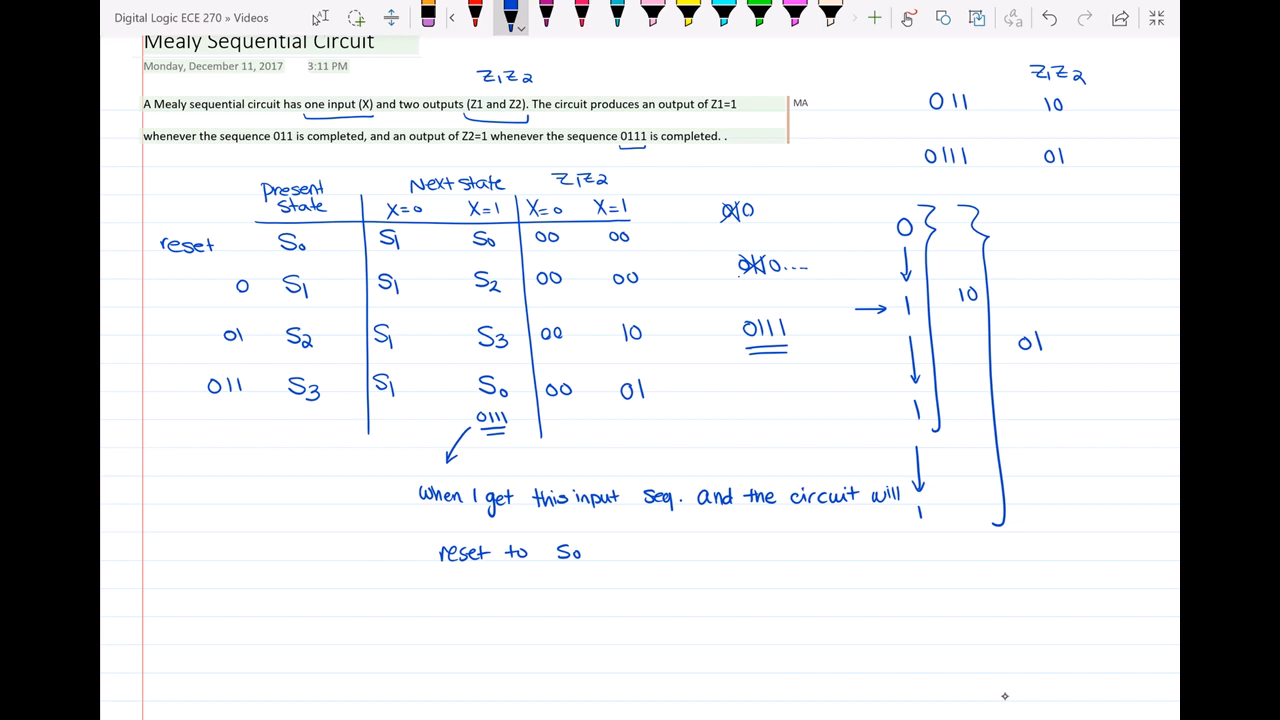 Digital Logic ECE 270 » Videos
Mealy Sequential Circuit
Monday, December 11, 2017 3:11 PM
Z1Z2
Z1Z2
A Mealy sequential circuit has one input (X) and two outputs (Z1 and Z2). The circuit produces an output of Z1=1
MA
011 10
whenever the sequence 011 is completed, and an output of Z2=1 whenever the sequence 0111 is completed. .
0111 01
Present State Next state Z1Z2
X=0 X=1 X=0 X=1
reset S0 S1 S0 00 00
0 S1 S1 S2 00 00
01 S2 S1 S3 00 10
011 S3 S1 S0 00 01
0111
0
0....
0111
0
1
1
1
10
01
When I get this input seq. and the circuit will
reset to S0